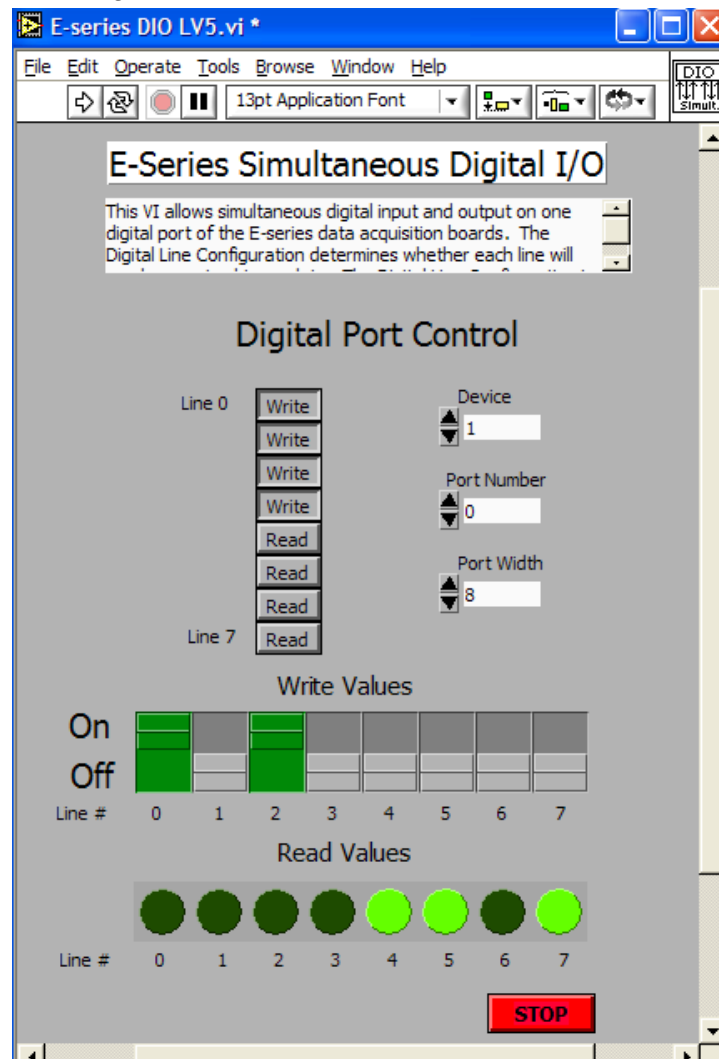 E-series DIO LV5.vi *
File Edit Operate Tools Browse Window Help
13pt Application Font
DIO
Simult.
E-Series Simultaneous Digital I/O
This VI allows simultaneous digital input and output on one
digital port of the E-series data acquisition boards. The
Digital Line Configuration determines whether each line will
Digital Port Control
Line 0 Write
Write
Write
Write
Read
Read
Read
Line 7 Read
Device
1
Port Number
0
Port Width
8
Write Values
On
Off
Line # 0 1 2 3 4 5 6 7
Read Values
Line # 0 1 2 3 4 5 6 7
STOP